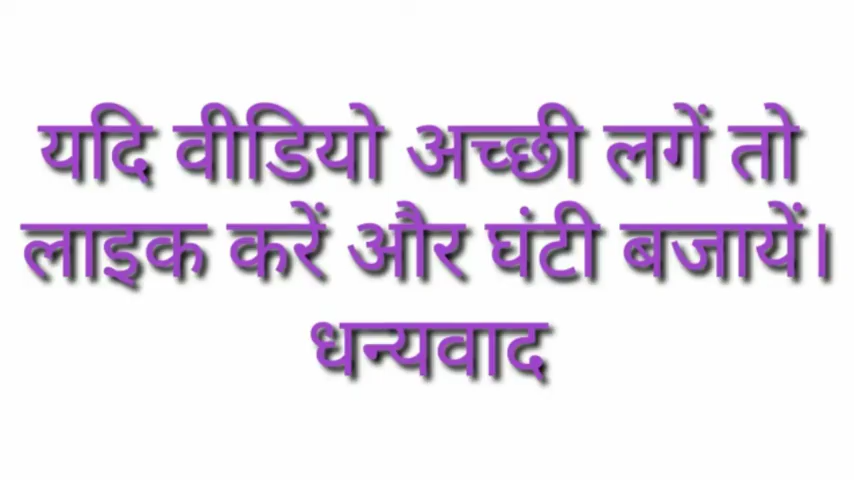 यदि वीडियो अच्छी लगें तो
लाइक करें और घंटी बजायें।
धन्यवाद